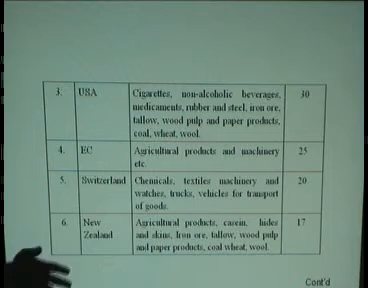 3. USA Cigarettes, non-alcoholic beverages, 30
medicaments, rubber and steel, iron ore,
tallow, wood pulp and paper products,
coal, wheat, wool.
4. EC Agricultural products and machinery 25
etc.
5. Switzerland Chemicals, textiles machinery and 20
watches, trucks, vehicles for transport
of goods.
6. New Agricultural products, casein, hides 17
Zealand and skins, Iron ore, tallow, wood pulp
and paper products, coal wheat, wool.
Cont'd